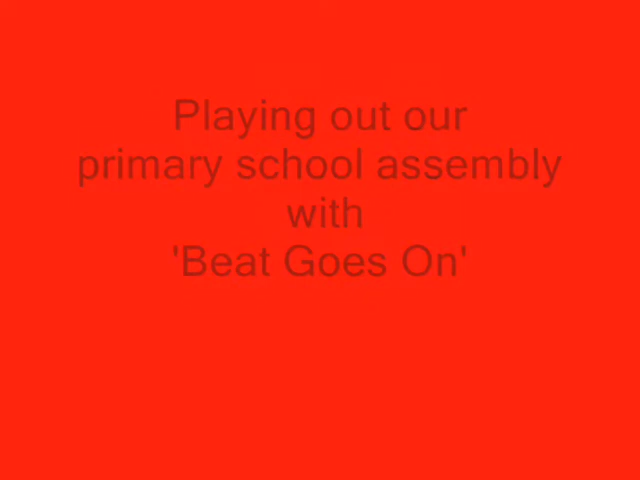 Playing out our
primary school assembly
with
'Beat Goes On'